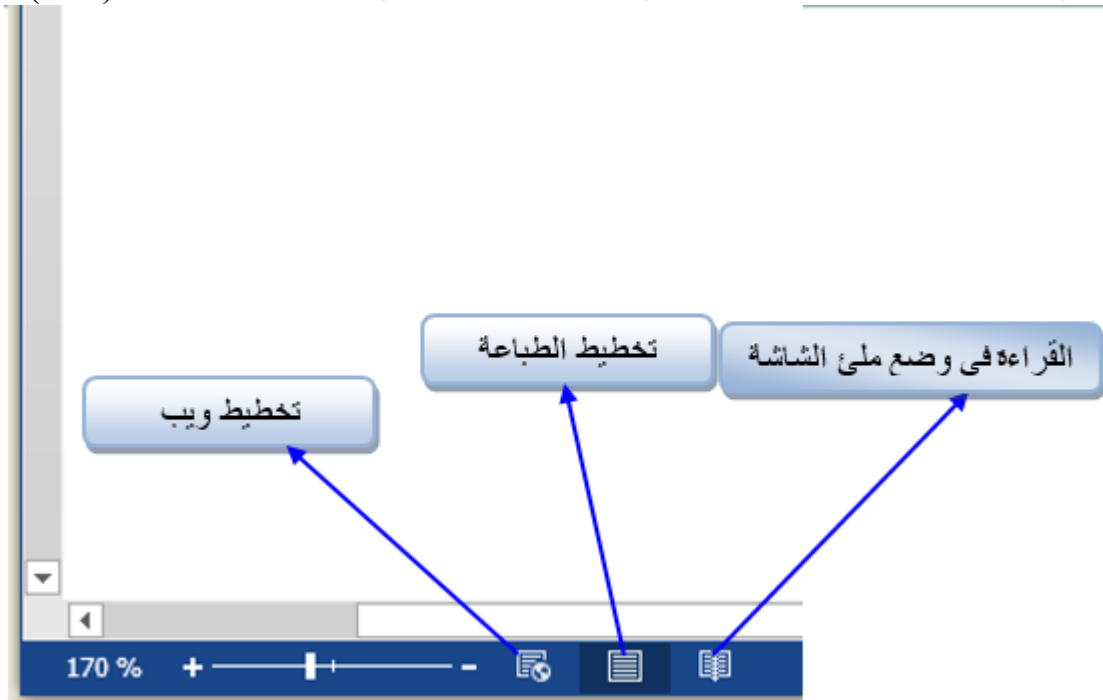 القراءة فى وضع ملئ الشاشة
تخطيط الطباعة
تخطيط ويب
170 %